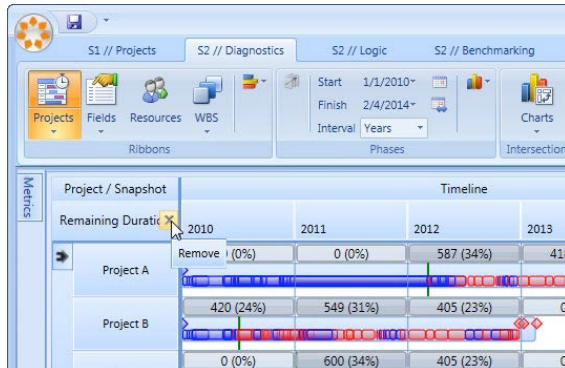 S1 // Projects S2 // Diagnostics S2 // Logic S2 // Benchmarking
Start 1/1/2010
Finish 2/4/2014
Interval Years
Projects Fields Resources WBS Charts
Ribbons Phases Intersection
Metrics
Project / Snapshot Timeline
Remaining Duratio
2010 2011 2012 2013
Remove (0%) 0 (0%) 587 (34%) 41
Project A
420 (24%) 549 (31%) 405 (23%)
Project B
0 (0%) 600 (34%) 405 (23%)